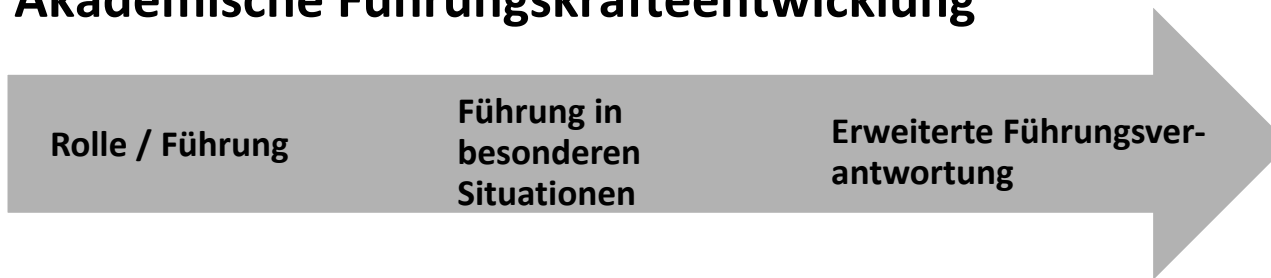 Akademische Führungskräfteentwicklung
Rolle / Führung
Führung in
besonderen
Situationen
Erweiterte Führungsver-
antwortung